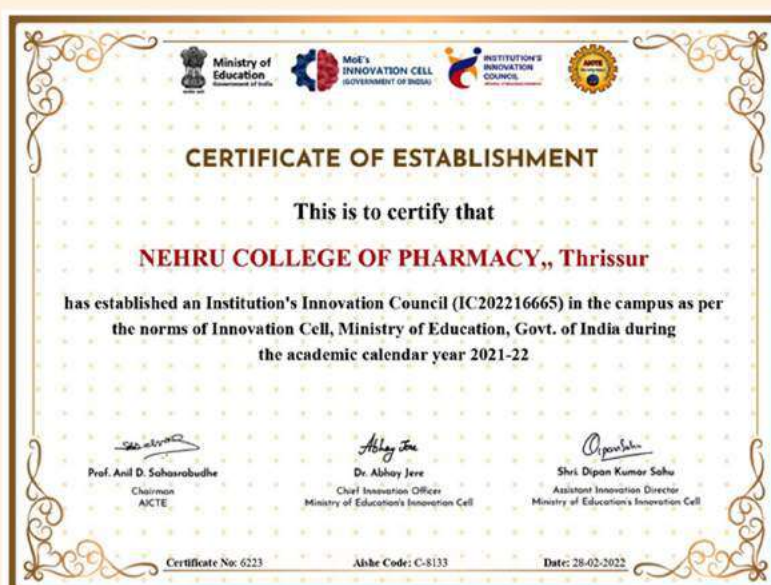 Ministry of
Education
Government of India
MoE's
INNOVATION CELL
(GOVERNMENT OF INDIA)
INSTITUTION'S
INNOVATION
COUNCIL
AICTE
CERTIFICATE OF ESTABLISHMENT
This is to certify that
NEHRU COLLEGE OF PHARMACY,, Thrissur
has established an Institution's Innovation Council (IC202216665) in the campus as per
the norms of Innovation Cell, Ministry of Education, Govt. of India during
the academic calendar year 2021-22
Abhay Jere
Prof. Anil D. Sahasrabudhe
Dr. Abhay Jere
Shri. Dipan Kumar Sahu
Chairman
Chief Innovation Officer
Assistant Innovation Director
AICTE
Ministry of Education's Innovation Cell
Ministry of Education's Innovation Cell
Certificate No: 6223
Aishe Code: C-8133
Date: 28-02-2022